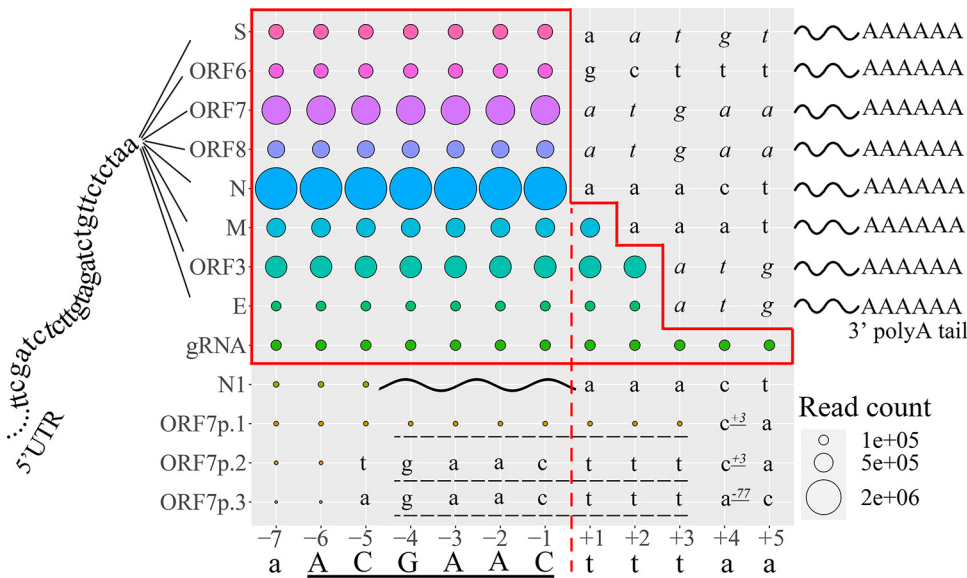 .....ttcgatctcttgtagatctgttctctaa
5'UTR
S a a t g t AAAAAA
ORF6 g c t t t AAAAAA
ORF7 a t g a a AAAAAA
ORF8 a t g a a AAAAAA
N a a a c t AAAAAA
M a a a t AAAAAA
ORF3 a t g AAAAAA
E a t g AAAAAA
3' polyA tail
gRNA
N1 a a a c t
ORF7p.1 c+3 a
ORF7p.2 t g a a c t t t c+3 a
ORF7p.3 a g a a c t t t a-77 c
Read count
1e+05
5e+05
2e+06
−7 −6 −5 −4 −3 −2 −1 +1 +2 +3 +4 +5
a A C G A A C t t t a a